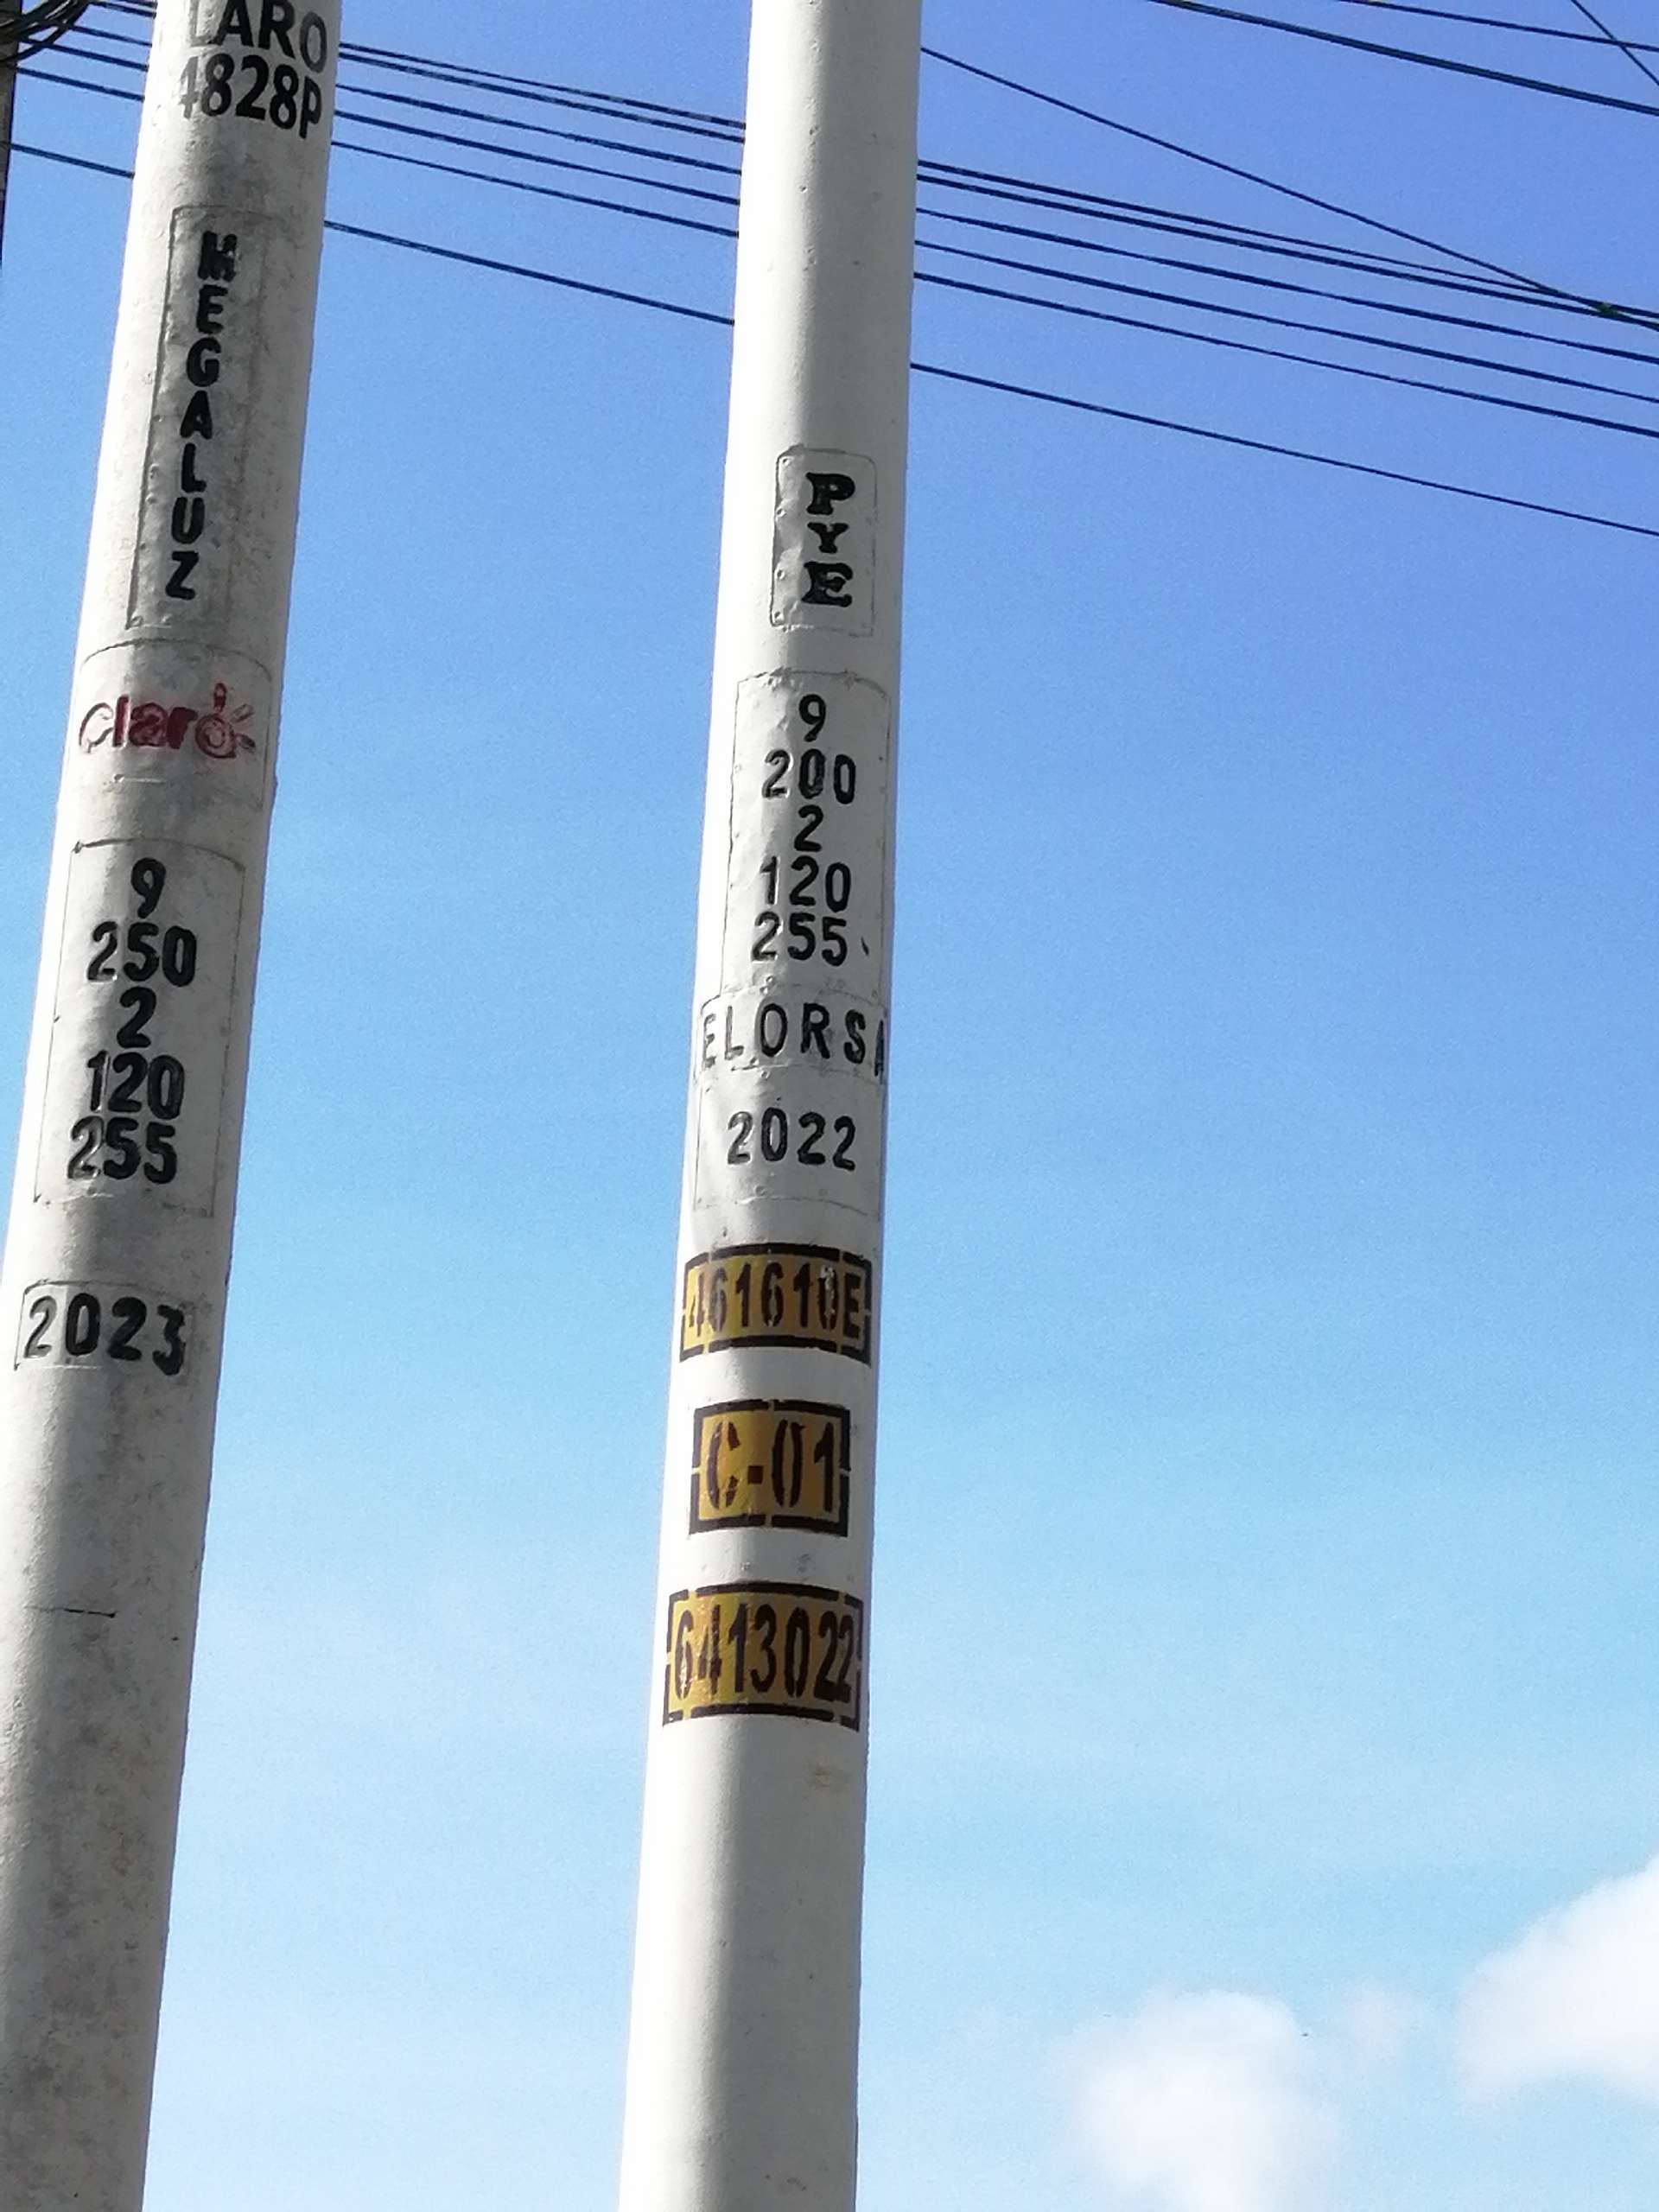 LARO
4828P
MEGALUZ
claro
9
250
2
120
255
2023
PYE
9
200
2
120
255
ELORSA
2022
461610E
C-01
6413022